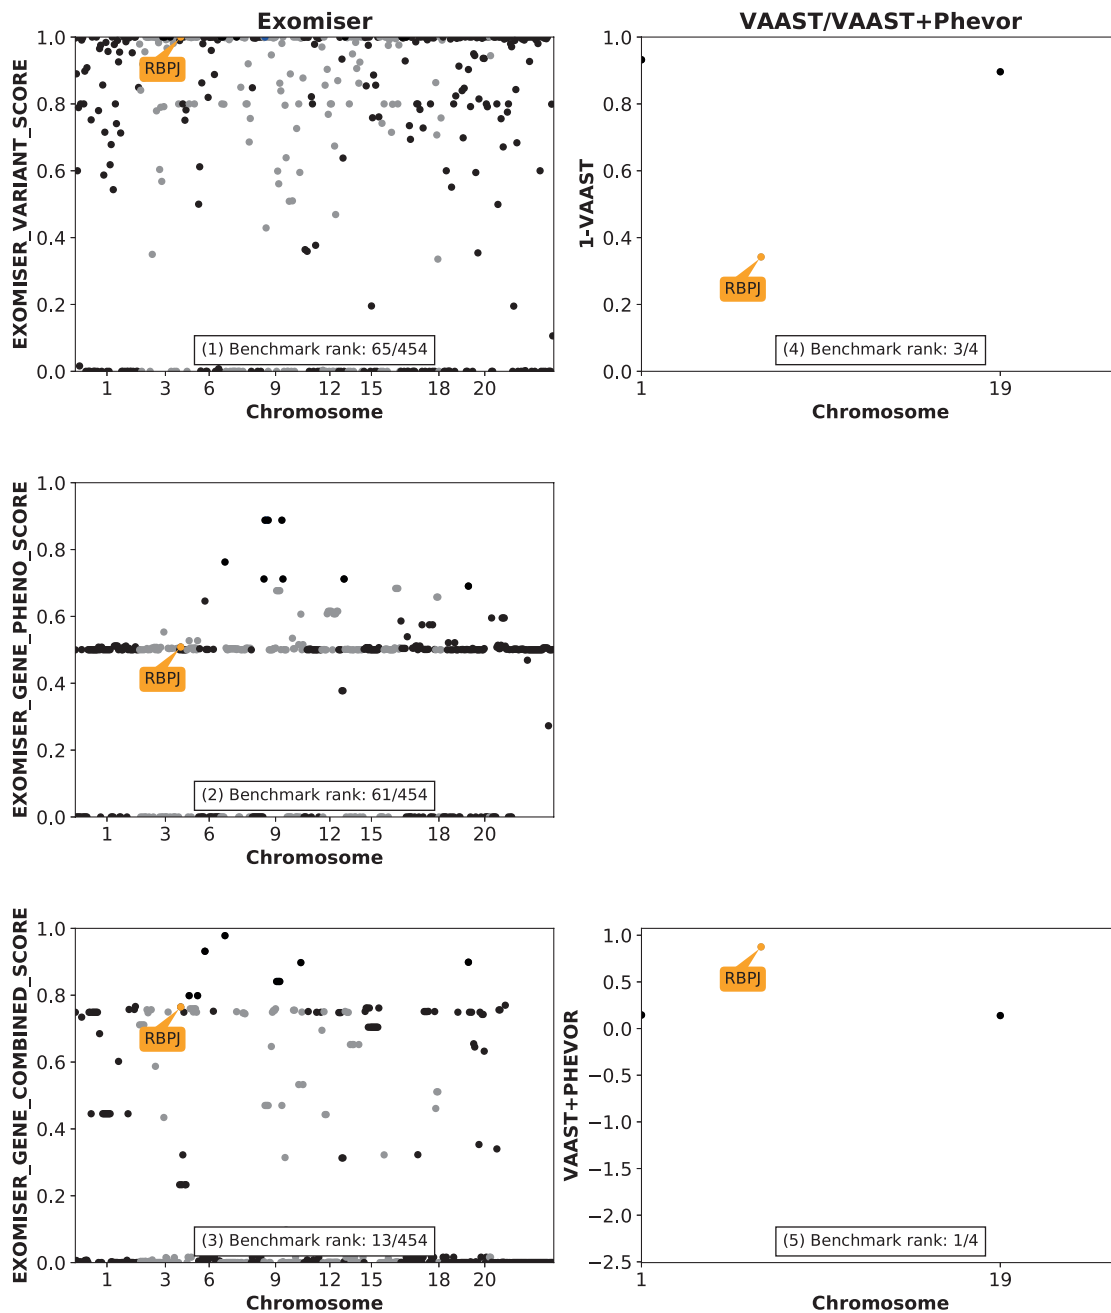 Exomiser
EXOMISER_VARIANT_SCORE
1.0
0.8
0.6
0.4
0.2
0.0
RBPJ
(1) Benchmark rank: 65/454
1 3 6 9 12 15 18 20
Chromosome
VAAST/VAAST+Phevor
1-VAAST
1.0
0.8
0.6
0.4
0.2
0.0
RBPJ
(4) Benchmark rank: 3/4
1 19
Chromosome
EXOMISER_GENE_PHENO_SCORE
1.0
0.8
0.6
0.4
0.2
0.0
RBPJ
(2) Benchmark rank: 61/454
1 3 6 9 12 15 18 20
Chromosome
EXOMISER_GENE_COMBINED_SCORE
1.0
0.8
0.6
0.4
0.2
0.0
RBPJ
(3) Benchmark rank: 13/454
1 3 6 9 12 15 18 20
Chromosome
VAAST+PHEVOR
1.0
0.5
0.0
−0.5
−1.0
−1.5
−2.0
−2.5
RBPJ
(5) Benchmark rank: 1/4
1 19
Chromosome